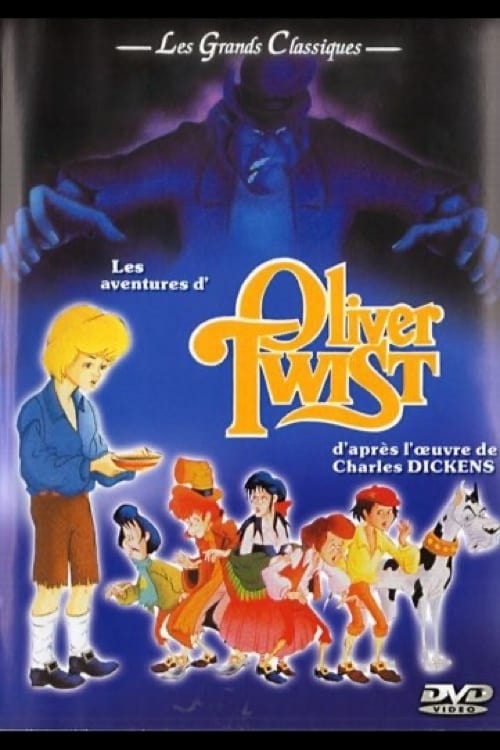 Les Grands Classiques
Les
aventures d'
Oliver
TWIST
d'après l'œuvre de
Charles DICKENS
DVD
VIDEO